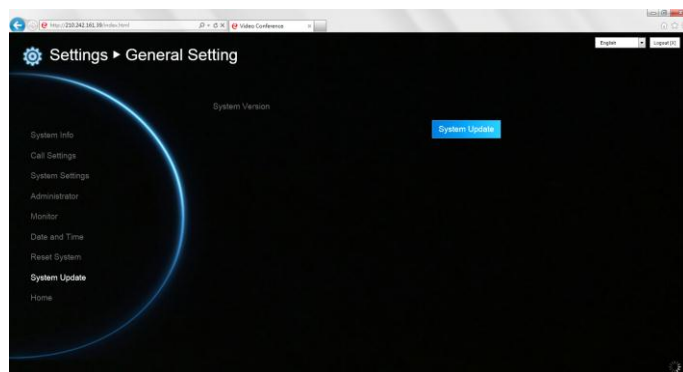 http://210.242.161.39/index.html
Video Conference
Settings ▸ General Setting
English
Logout [X]
System Version
System Update
System Info
Call Settings
System Settings
Administrator
Monitor
Date and Time
Reset System
System Update
Home